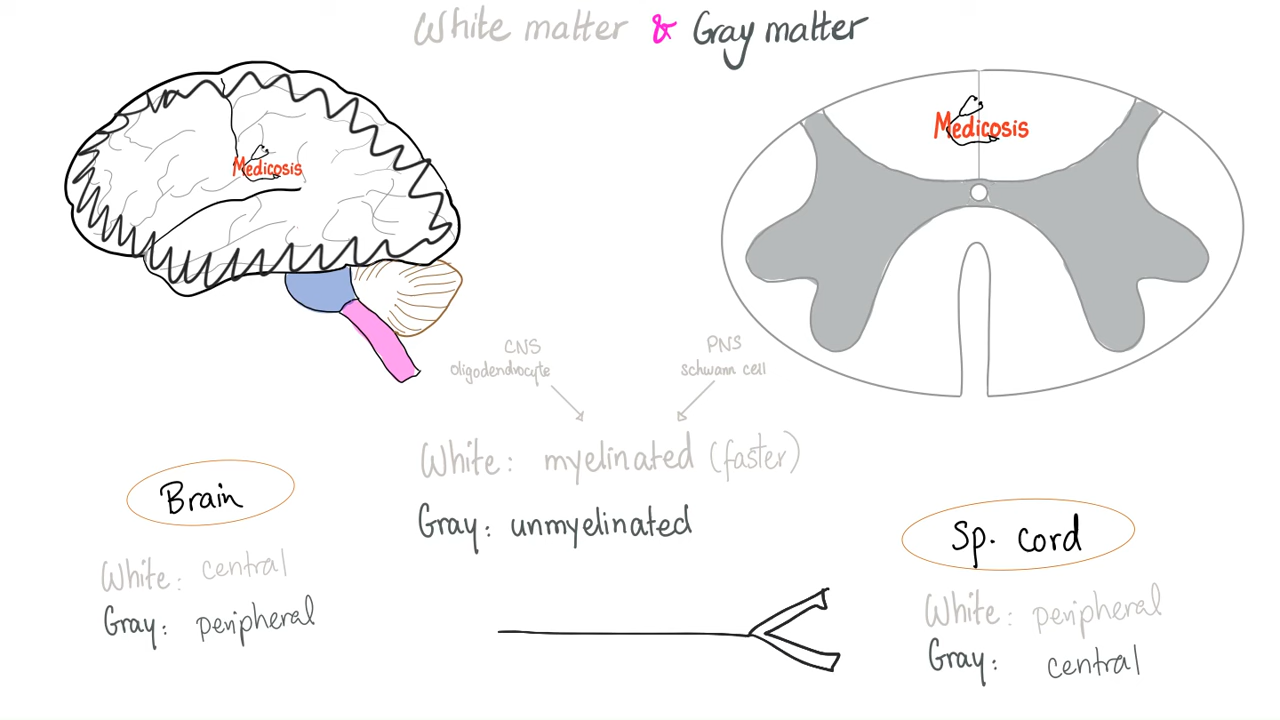 White matter & Gray matter
Medicosis
Medicosis
CNS
oligodendrocyte
PNS
schwann cell
White: myelinated (faster)
Gray: unmyelinated
Brain
White: central
Gray: peripheral
Sp. cord
White: peripheral
Gray: central